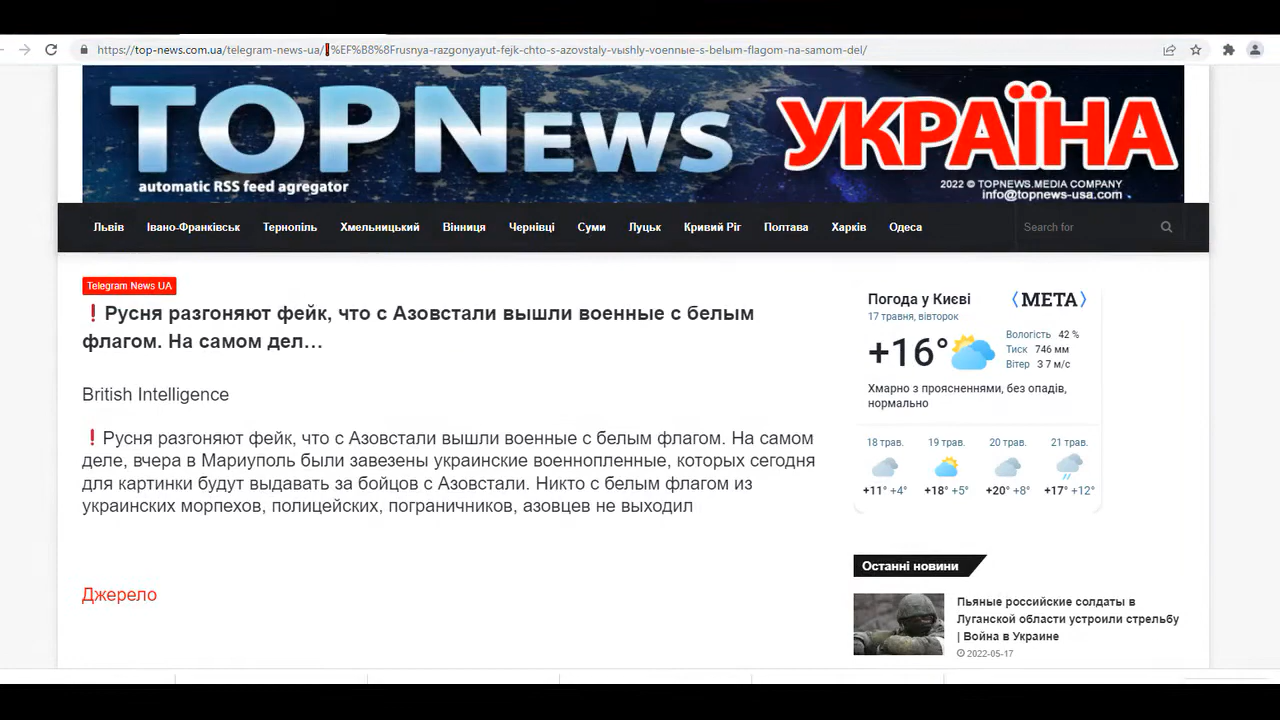 https://top-news.com.ua/telegram-news-ua/❗%EF%B8%8Frusnya-razgonyayut-fejk-chto-s-azovstaly-vыshly-voennыe-s-belыm-flagom-na-samom-del/
TOPNEWS
УКРАЇНА
automatic RSS feed agregator
2022 © TOPNEWS.MEDIA COMPANY
info@topnews-usa.com
Львів Івано-Франківськ Тернопіль Хмельницький Вінниця Чернівці Суми Луцьк Кривий Ріг Полтава Харків Одеса Search for
Telegram News UA
❗Русня разгоняют фейк, что с Азовстали вышли военные с белым
флагом. На самом дел…
British Intelligence
❗Русня разгоняют фейк, что с Азовстали вышли военные с белым флагом. На самом
деле, вчера в Мариуполь были завезены украинские военнопленные, которых сегодня
для картинки будут выдавать за бойцов с Азовстали. Никто с белым флагом из
украинских морпехов, полицейских, пограничников, азовцев не выходил
Джерело
Погода у Києві
META
17 травня, вівторок
+16°
Вологість 42 %
Тиск 746 мм
Вітер 3 7 м/с
Хмарно з проясненнями, без опадів,
нормально
18 трав. 19 трав. 20 трав. 21 трав.
+11° +4° +18° +5° +20° +8° +17° +12°
Останні новини
Пьяные российские солдаты в
Луганской области устроили стрельбу
| Война в Украине
2022-05-17